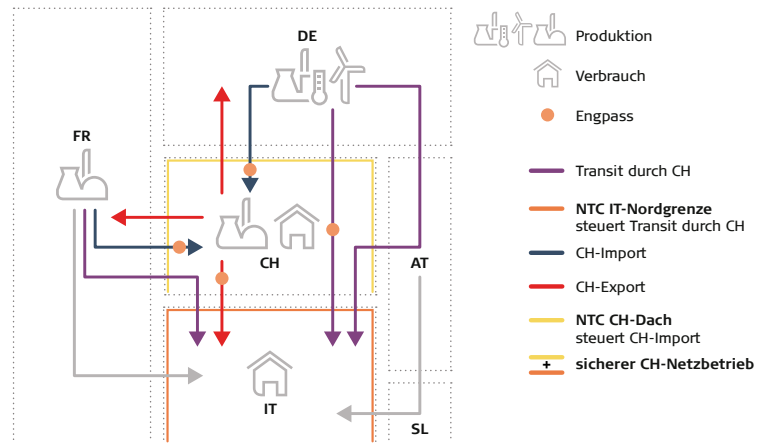 DE
FR
CH
AT
IT
SL
Produktion
Verbrauch
Engpass
Transit durch CH
NTC IT-Nordgrenze
steuert Transit durch CH
CH-Import
CH-Export
NTC CH-Dach
steuert CH-Import
+
sicherer CH-Netzbetrieb